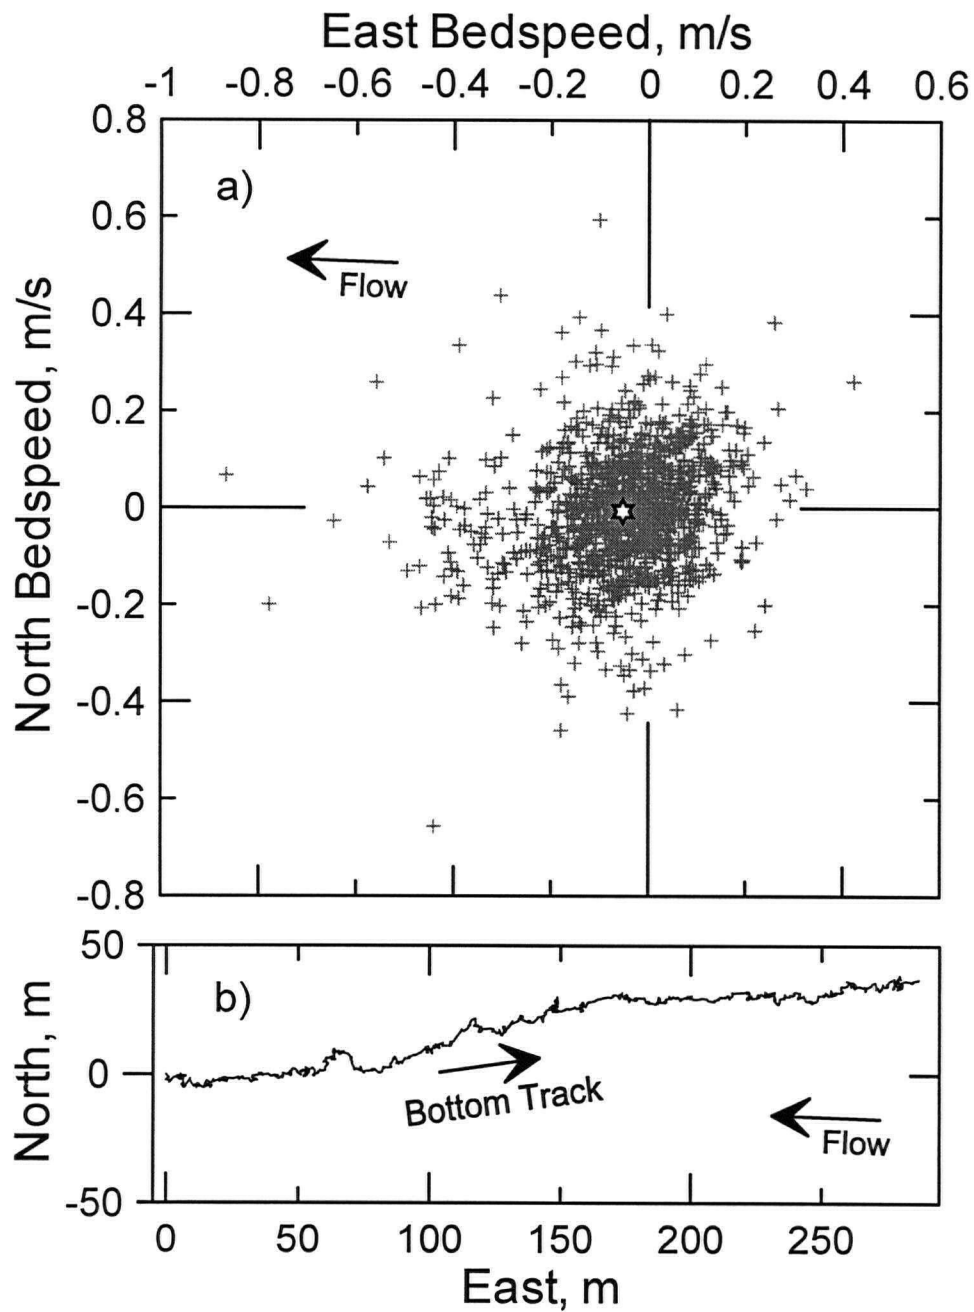 East Bedspeed, m/s
-1 -0.8 -0.6 -0.4 -0.2 0 0.2 0.4 0.6
0.8
a)
0.6
Flow
0.4
0.2
0
-0.2
-0.4
-0.6
-0.8
North Bedspeed, m/s
50
b)
0
Bottom Track
Flow
-50
North, m
0 50 100 150 200 250
East, m